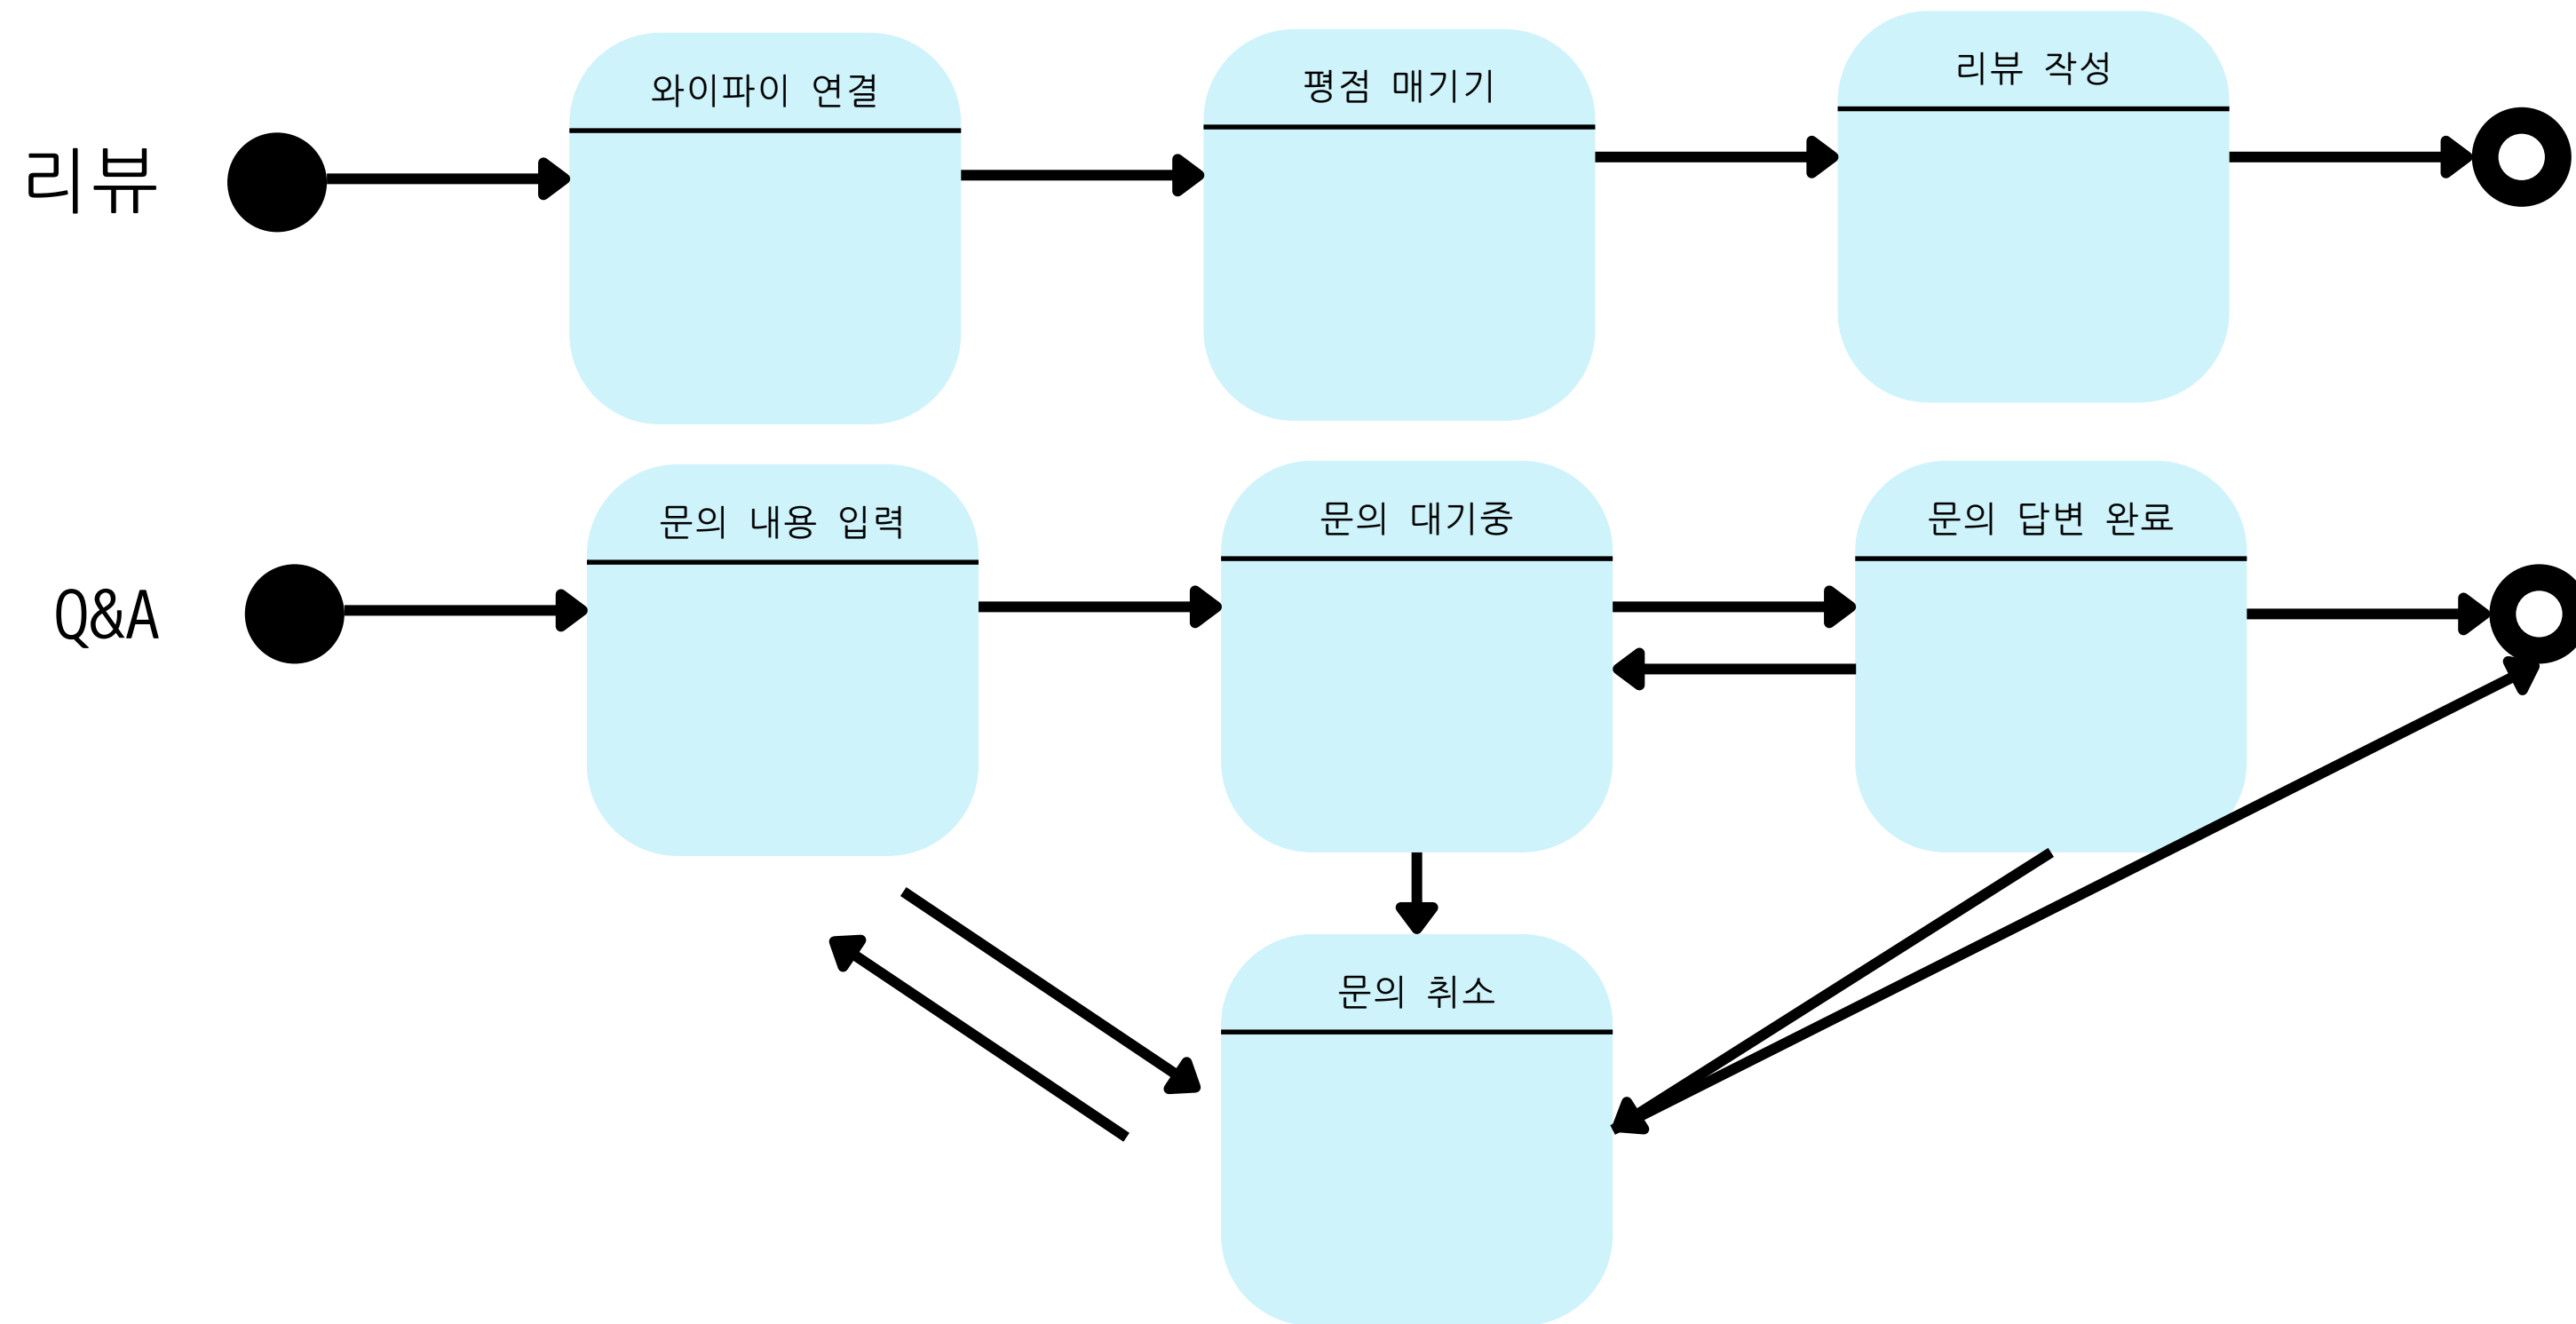 리뷰
와이파이 연결
평점 매기기
리뷰 작성
Q&A
문의 내용 입력
문의 대기중
문의 답변 완료
문의 취소